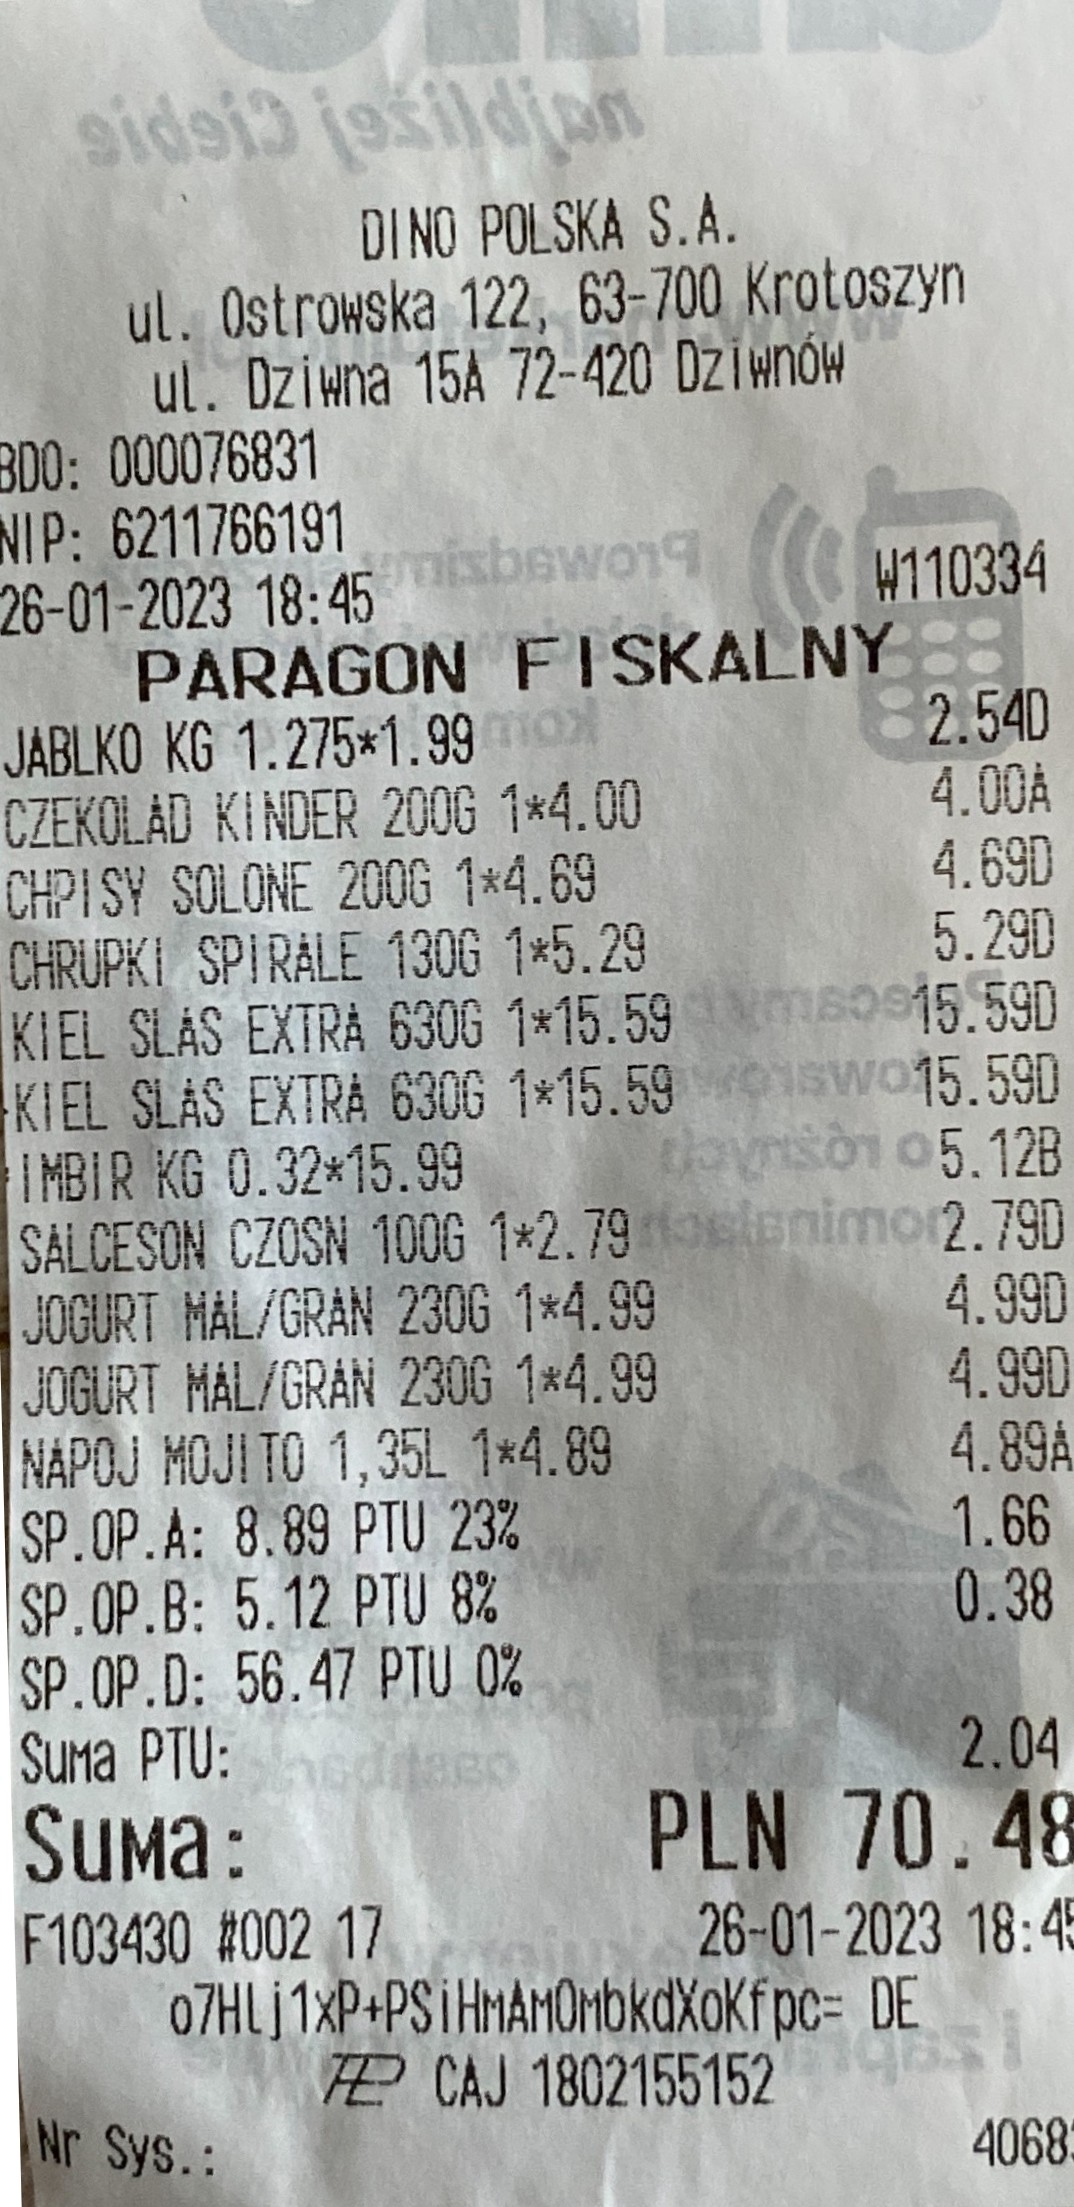 najbliżej Ciebie
DINO POLSKA S.A.
ul. Ostrowska 122, 63-700 Krotoszyn
ul. Dziwna 15A 72-420 Dziwnów
BDO: 000076831
NIP: 6211766191
26-01-2023 18:45 W110334
PARAGON FISKALNY
JABLKO KG 1.275*1.99 2.54D
CZEKOLAD KINDER 200G 1*4.00 4.00A
CHPISY SOLONE 200G 1*4.69 4.69D
CHRUPKI SPIRALE 130G 1*5.29 5.29D
KIEL SLAS EXTRA 630G 1*15.59 15.59D
KIEL SLAS EXTRA 630G 1*15.59 15.59D
IMBIR KG 0.32*15.99 5.12B
SALCESON CZOSN 100G 1*2.79 2.79D
JOGURT MAL/GRAN 230G 1*4.99 4.99D
JOGURT MAL/GRAN 230G 1*4.99 4.99D
NAPOJ MOJITO 1,35L 1*4.89 4.89A
SP.OP.A: 8.89 PTU 23% 1.66
SP.OP.B: 5.12 PTU 8% 0.38
SP.OP.D: 56.47 PTU 0%
Suma PTU: 2.04
Suma: PLN 70.48
F103430 #002 17 26-01-2023 18:45
o7Hlj1xP+PSiHmAmOmbkdXoKfpc= DE
CAJ 1802155152
Nr Sys.: